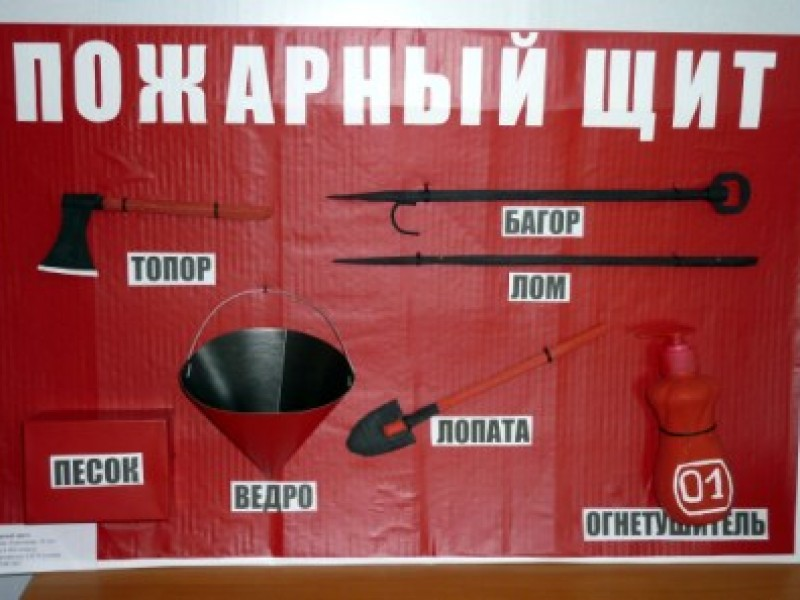 ПОЖАРНЫЙ ЩИТ
БАГОР
ТОПОР
ЛОМ
ЛОПАТА
ПЕСОК
ВЕДРО
01
ОГНЕТУШИТЕЛЬ